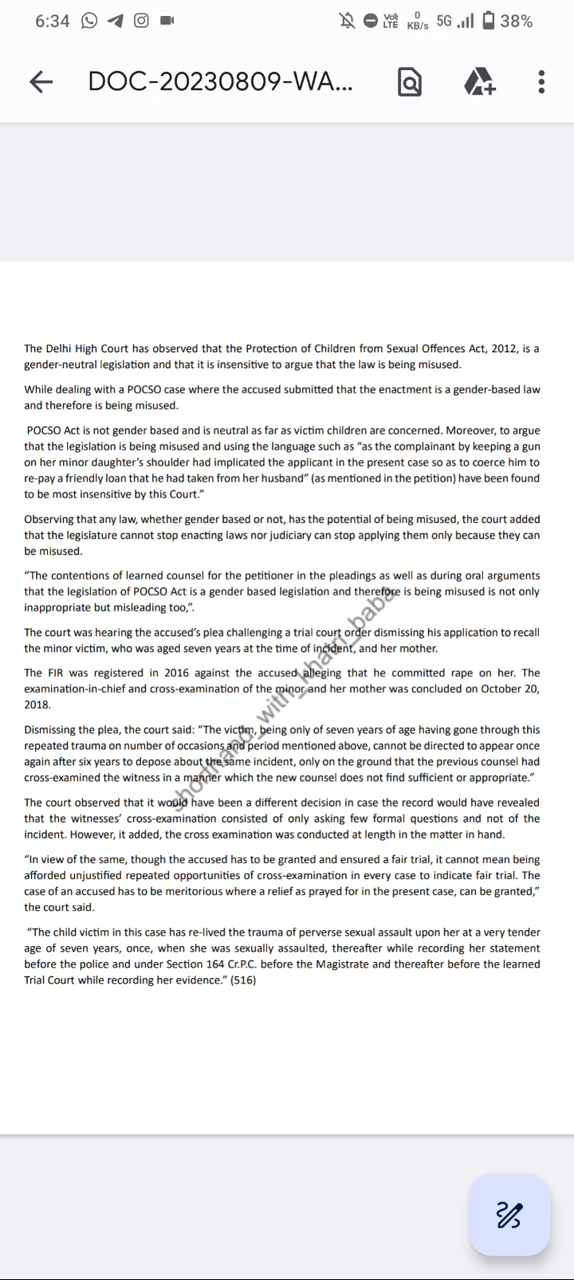 6:34
Vo)
LTE
0
KB/s
5G
38%
DOC-20230809-WA...
The Delhi High Court has observed that the Protection of Children from Sexual Offences Act, 2012, is a
gender-neutral legislation and that it is insensitive to argue that the law is being misused.
While dealing with a POCSO case where the accused submitted that the enactment is a gender-based law
and therefore is being misused.
POCSO Act is not gender based and is neutral as far as victim children are concerned. Moreover, to argue
that the legislation is being misused and using the language such as “as the complainant by keeping a gun
on her minor daughter’s shoulder had implicated the applicant in the present case so as to coerce him to
re-pay a friendly loan that he had taken from her husband” (as mentioned in the petition) have been found
to be most insensitive by this Court.”
Observing that any law, whether gender based or not, has the potential of being misused, the court added
that the legislature cannot stop enacting laws nor judiciary can stop applying them only because they can
be misused.
“The contentions of learned counsel for the petitioner in the pleadings as well as during oral arguments
that the legislation of POCSO Act is a gender based legislation and therefore is being misused is not only
inappropriate but misleading too,”.
The court was hearing the accused’s plea challenging a trial court order dismissing his application to recall
the minor victim, who was aged seven years at the time of incident, and her mother.
The FIR was registered in 2016 against the accused alleging that he committed rape on her. The
examination-in-chief and cross-examination of the minor and her mother was concluded on October 20,
2018.
Dismissing the plea, the court said: “The victim, being only of seven years of age having gone through this
repeated trauma on number of occasions and period mentioned above, cannot be directed to appear once
again after six years to depose about the same incident, only on the ground that the previous counsel had
cross-examined the witness in a manner which the new counsel does not find sufficient or appropriate.”
The court observed that it would have been a different decision in case the record would have revealed
that the witnesses’ cross-examination consisted of only asking few formal questions and not of the
incident. However, it added, the cross examination was conducted at length in the matter in hand.
“In view of the same, though the accused has to be granted and ensured a fair trial, it cannot mean being
afforded unjustified repeated opportunities of cross-examination in every case to indicate fair trial. The
case of an accused has to be meritorious where a relief as prayed for in the present case, can be granted,”
the court said.
“The child victim in this case has re-lived the trauma of perverse sexual assault upon her at a very tender
age of seven years, once, when she was sexually assaulted, thereafter while recording her statement
before the police and under Section 164 Cr.P.C. before the Magistrate and thereafter before the learned
Trial Court while recording her evidence.” (516)
shorthand_with_khatri_baba